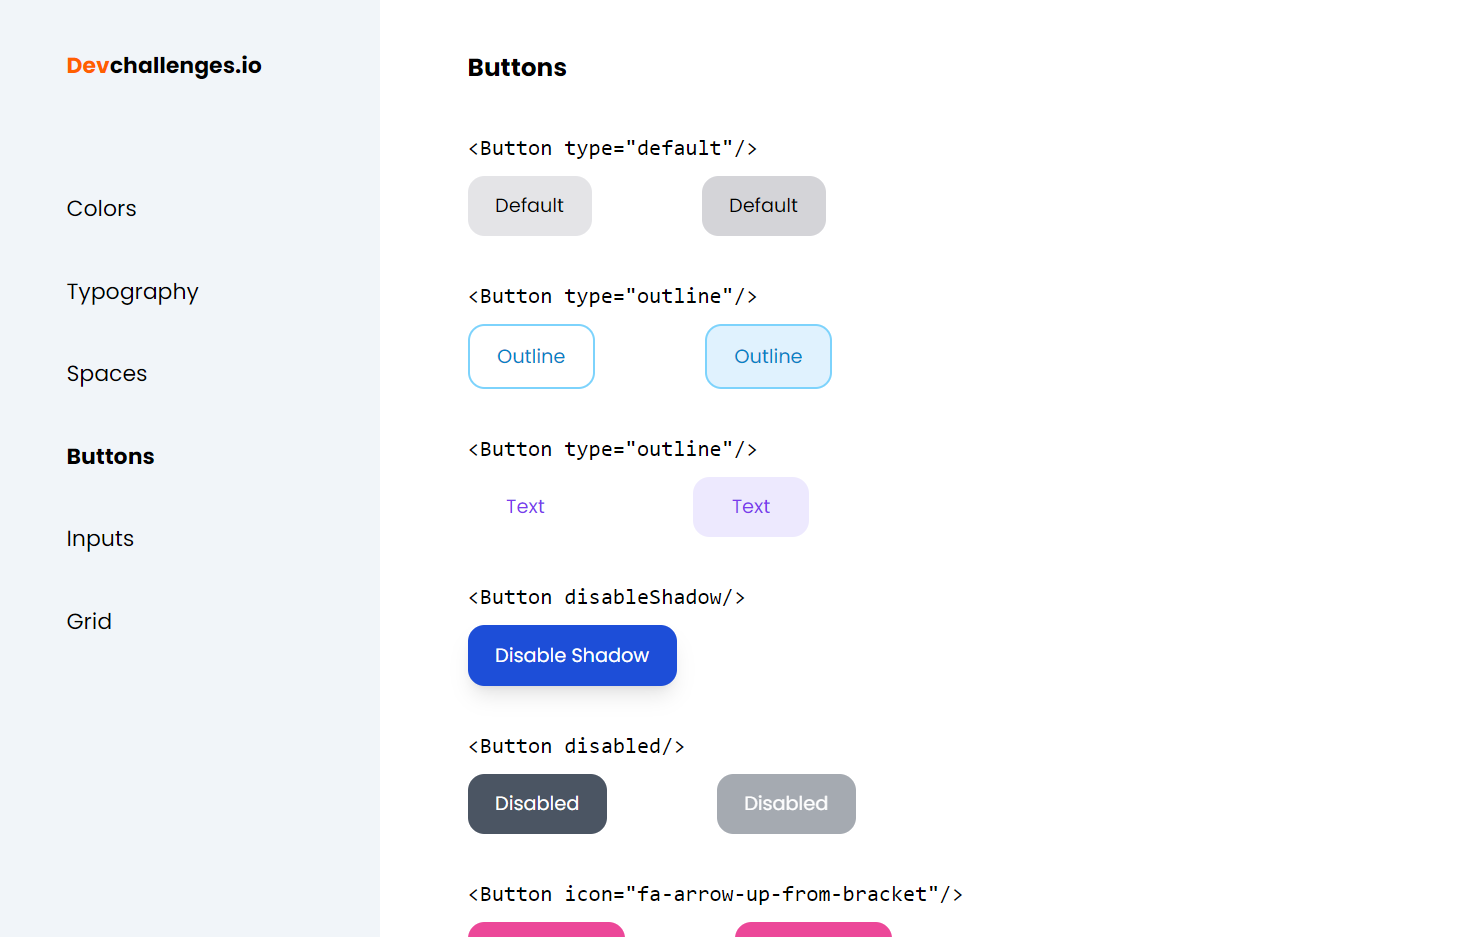 Devchallenges.io
Colors
Typography
Spaces
Buttons
Inputs
Grid
Buttons
<Button type="default"/>
Default Default
<Button type="outline"/>
Outline Outline
<Button type="outline"/>
Text Text
<Button disableShadow/>
Disable Shadow
<Button disabled/>
Disabled Disabled
<Button icon="fa-arrow-up-from-bracket"/>